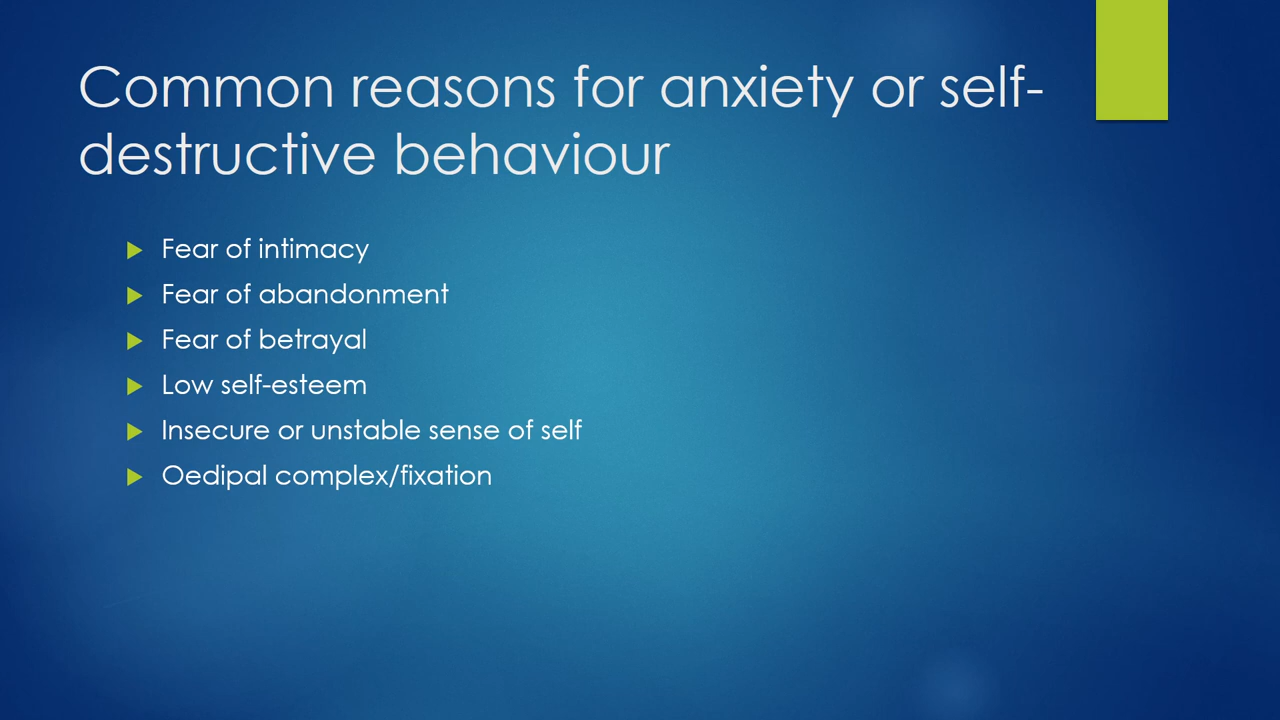 Common reasons for anxiety or self-
destructive behaviour
Fear of intimacy
Fear of abandonment
Fear of betrayal
Low self-esteem
Insecure or unstable sense of self
Oedipal complex/fixation